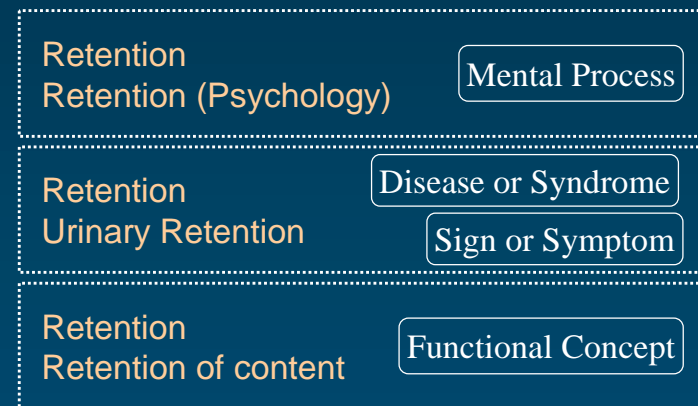 Retention
Retention (Psychology)
Mental Process
Retention
Urinary Retention
Disease or Syndrome
Sign or Symptom
Retention
Retention of content
Functional Concept